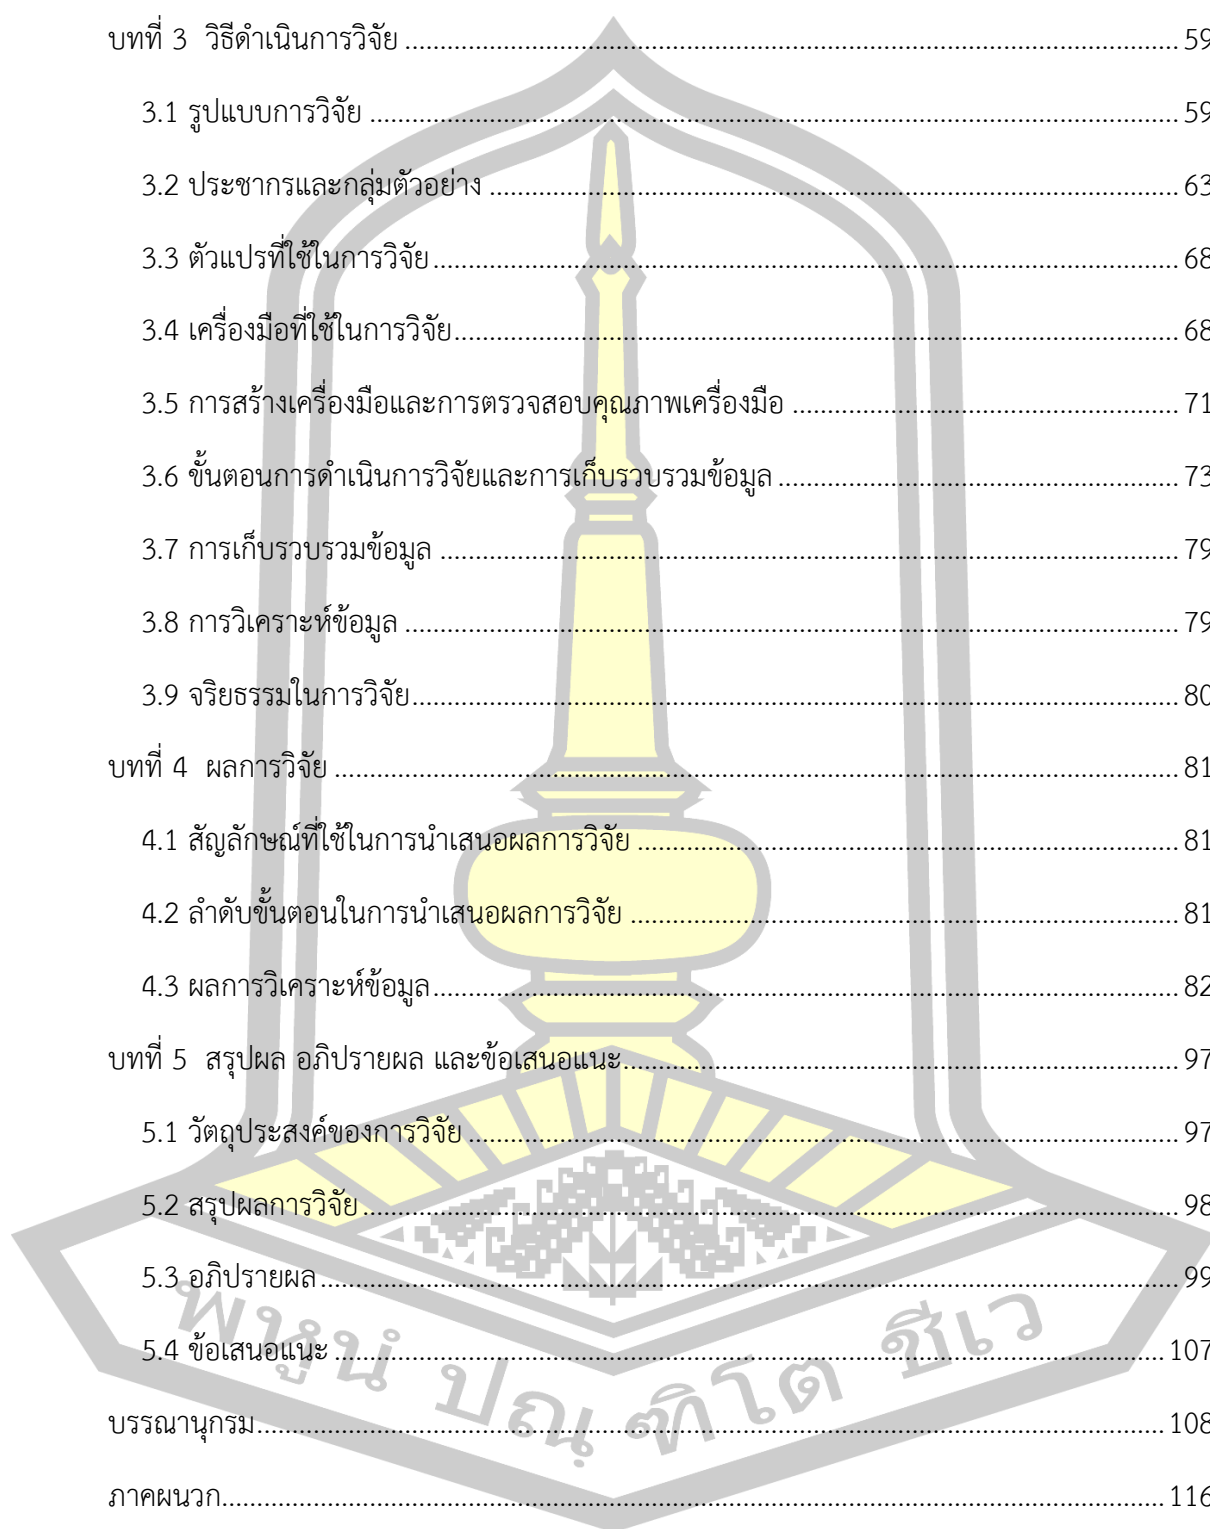 บทที่ 3 วิธีดำเนินการวิจัย ........................................................ 59
3.1 รูปแบบการวิจัย ........................................................ 59
3.2 ประชากรและกลุ่มตัวอย่าง ........................................................ 63
3.3 ตัวแปรที่ใช้ในการวิจัย ........................................................ 68
3.4 เครื่องมือที่ใช้ในการวิจัย ........................................................ 68
3.5 การสร้างเครื่องมือและการตรวจสอบคุณภาพเครื่องมือ ........................................................ 71
3.6 ขั้นตอนการดำเนินการวิจัยและการเก็บรวบรวมข้อมูล ........................................................ 73
3.7 การเก็บรวบรวมข้อมูล ........................................................ 79
3.8 การวิเคราะห์ข้อมูล ........................................................ 79
3.9 จริยธรรมในการวิจัย ........................................................ 80
บทที่ 4 ผลการวิจัย ........................................................ 81
4.1 สัญลักษณ์ที่ใช้ในการนำเสนอผลการวิจัย ........................................................ 81
4.2 ลำดับขั้นตอนในการนำเสนอผลการวิจัย ........................................................ 81
4.3 ผลการวิเคราะห์ข้อมูล ........................................................ 82
บทที่ 5 สรุปผล อภิปรายผล และข้อเสนอแนะ ........................................................ 97
5.1 วัตถุประสงค์ของการวิจัย ........................................................ 97
5.2 สรุปผลการวิจัย ........................................................ 98
5.3 อภิปรายผล ........................................................ 99
5.4 ข้อเสนอแนะ ........................................................ 107
บรรณานุกรม ........................................................ 108
ภาคผนวก ........................................................ 116
พหูนํ ปณฺฑิโต ชีเว